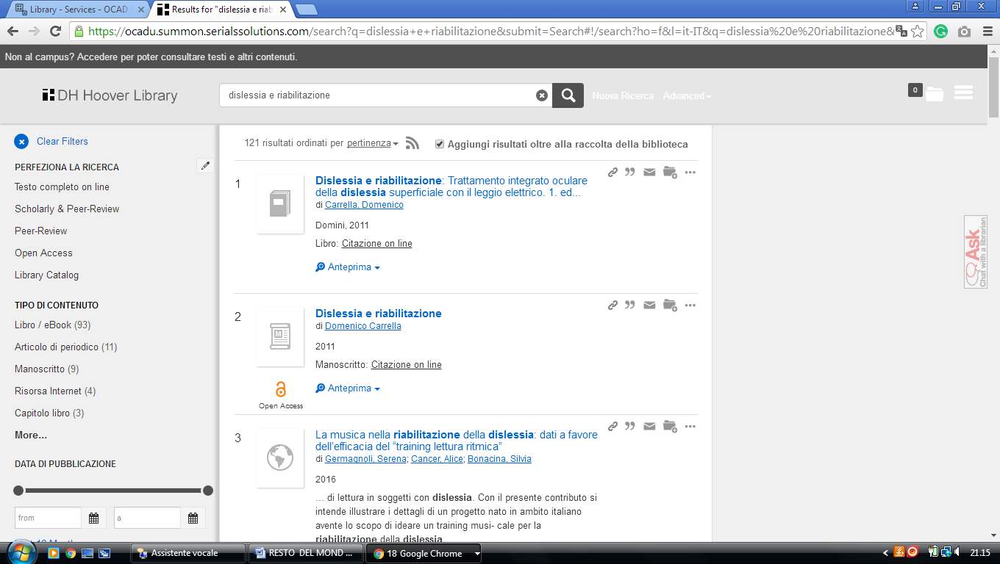 Library - Services - OCAD
Results for "dislessia e riab
https://ocadu.summon.serialssolutions.com/search?q=dislessia+e+riabilitazione&submit=Search#!/search?ho=f&l=it-IT&q=dislessia%20e%20riabilitazione&
Non al campus? Accedere per poter consultare testi e altri contenuti.
DH Hoover Library
dislessia e riabilitazione
Nuova Ricerca
Advanced
0
Clear Filters
PERFEZIONA LA RICERCA
Testo completo on line
Scholarly & Peer-Review
Peer-Review
Open Access
Library Catalog
TIPO DI CONTENUTO
Libro / eBook (93)
Articolo di periodico (11)
Manoscritto (9)
Risorsa Internet (4)
Capitolo libro (3)
More...
DATA DI PUBBLICAZIONE
from
a
121 risultati ordinati per pertinenza
Aggiungi risultati oltre alla raccolta della biblioteca
1
Dislessia e riabilitazione: Trattamento integrato oculare
della dislessia superficiale con il leggio elettrico. 1. ed...
di Carrella, Domenico
Domini, 2011
Libro: Citazione on line
Anteprima
2
Dislessia e riabilitazione
di Domenico Carrella
2011
Manoscritto: Citazione on line
Anteprima
M
Open Access
3
La musica nella riabilitazione della dislessia: dati a favore
dell'efficacia del “training lettura ritmica”
di Germagnoli, Serena; Cancer, Alice; Bonacina, Silvia
2016
... di lettura in soggetti con dislessia. Con il presente contributo si
intende illustrare i dettagli di un progetto nato in ambito italiano
avente lo scopo di ideare un training musi- cale per la
riabilitazione della dislessia
Ask
Chat with a librarian
Assistente vocale
RESTO DEL MOND ...
18 Google Chrome
21.15